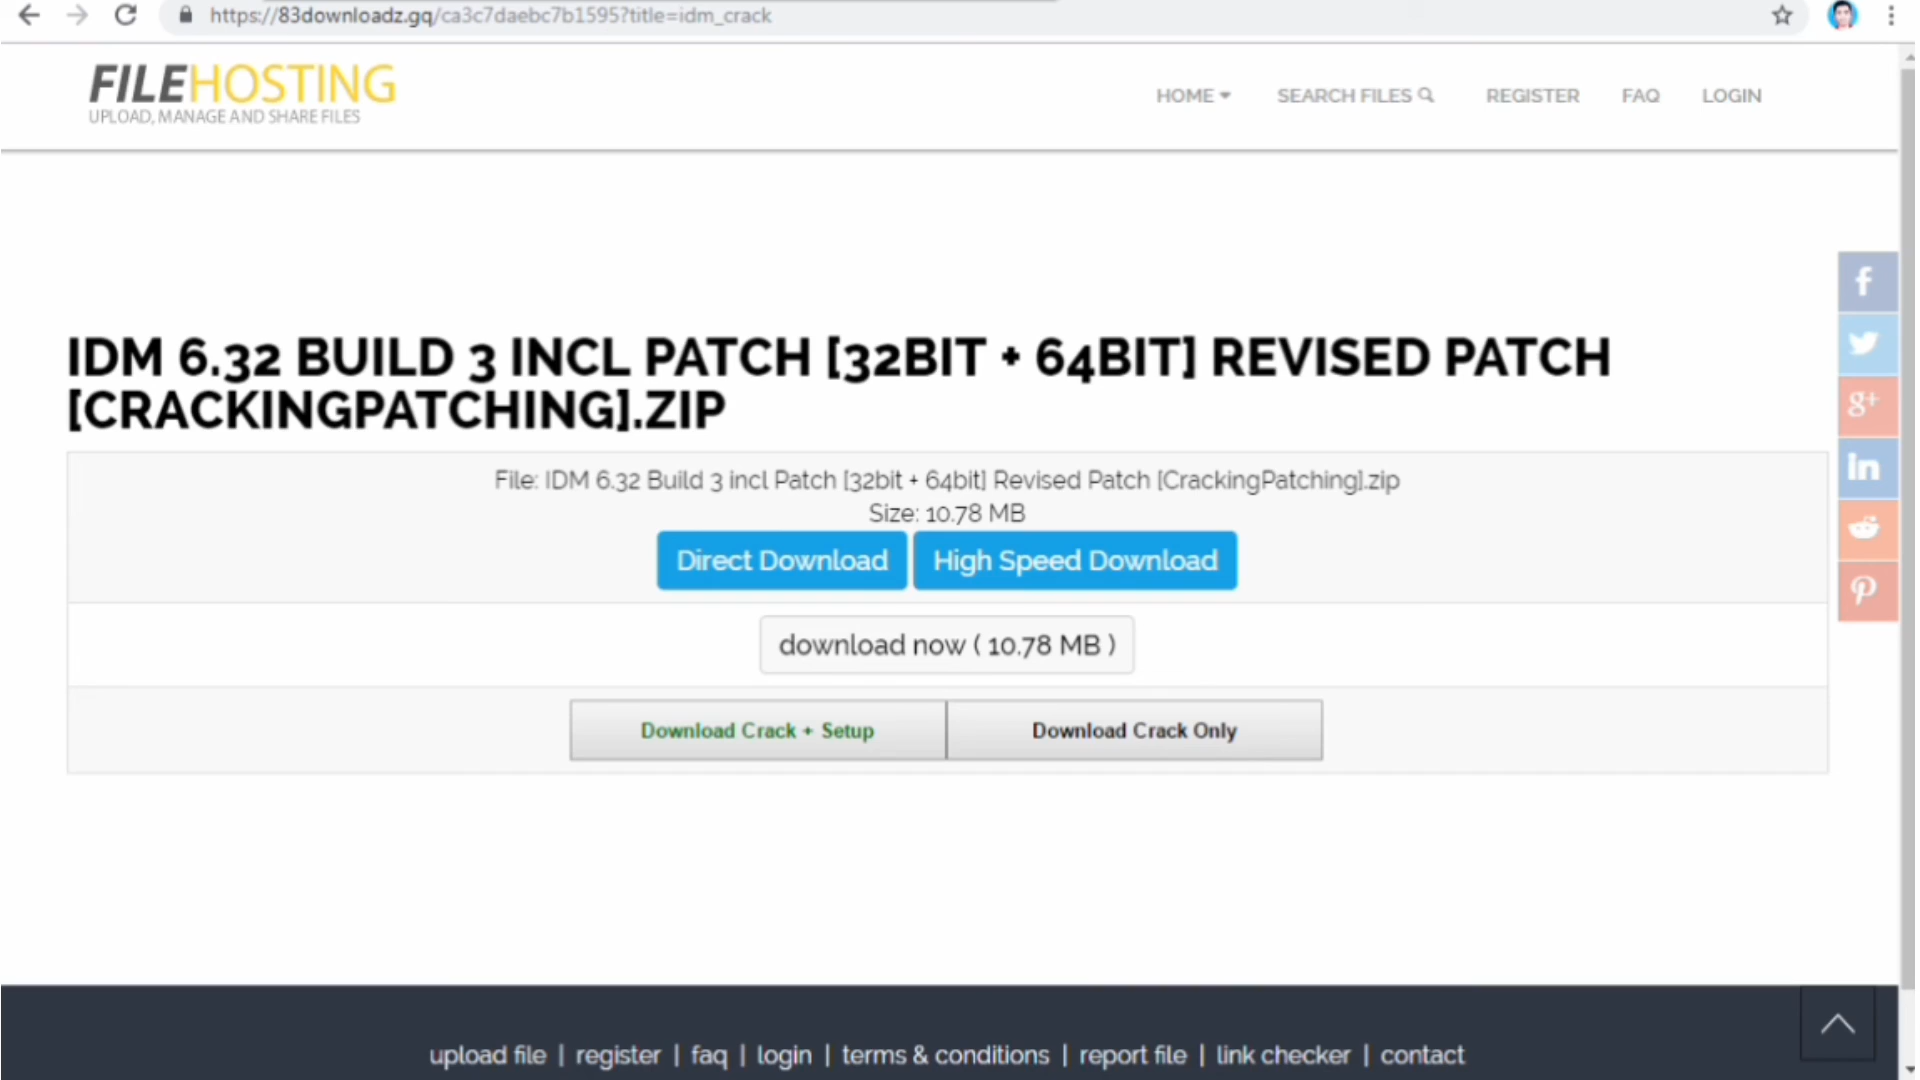 https://83downloadz.gq/ca3c7daebc7b1595?title=idm_crack
FILEHOSTING
UPLOAD, MANAGE AND SHARE FILES
HOME SEARCH FILES REGISTER FAQ LOGIN
IDM 6.32 BUILD 3 INCL PATCH [32BIT + 64BIT] REVISED PATCH
[CRACKINGPATCHING].ZIP
File: IDM 6.32 Build 3 incl Patch [32bit + 64bit] Revised Patch [CrackingPatching].zip
Size: 10.78 MB
Direct Download High Speed Download
download now ( 10.78 MB )
Download Crack + Setup Download Crack Only
f
g+
in
upload file | register | faq | login | terms & conditions | report file | link checker | contact